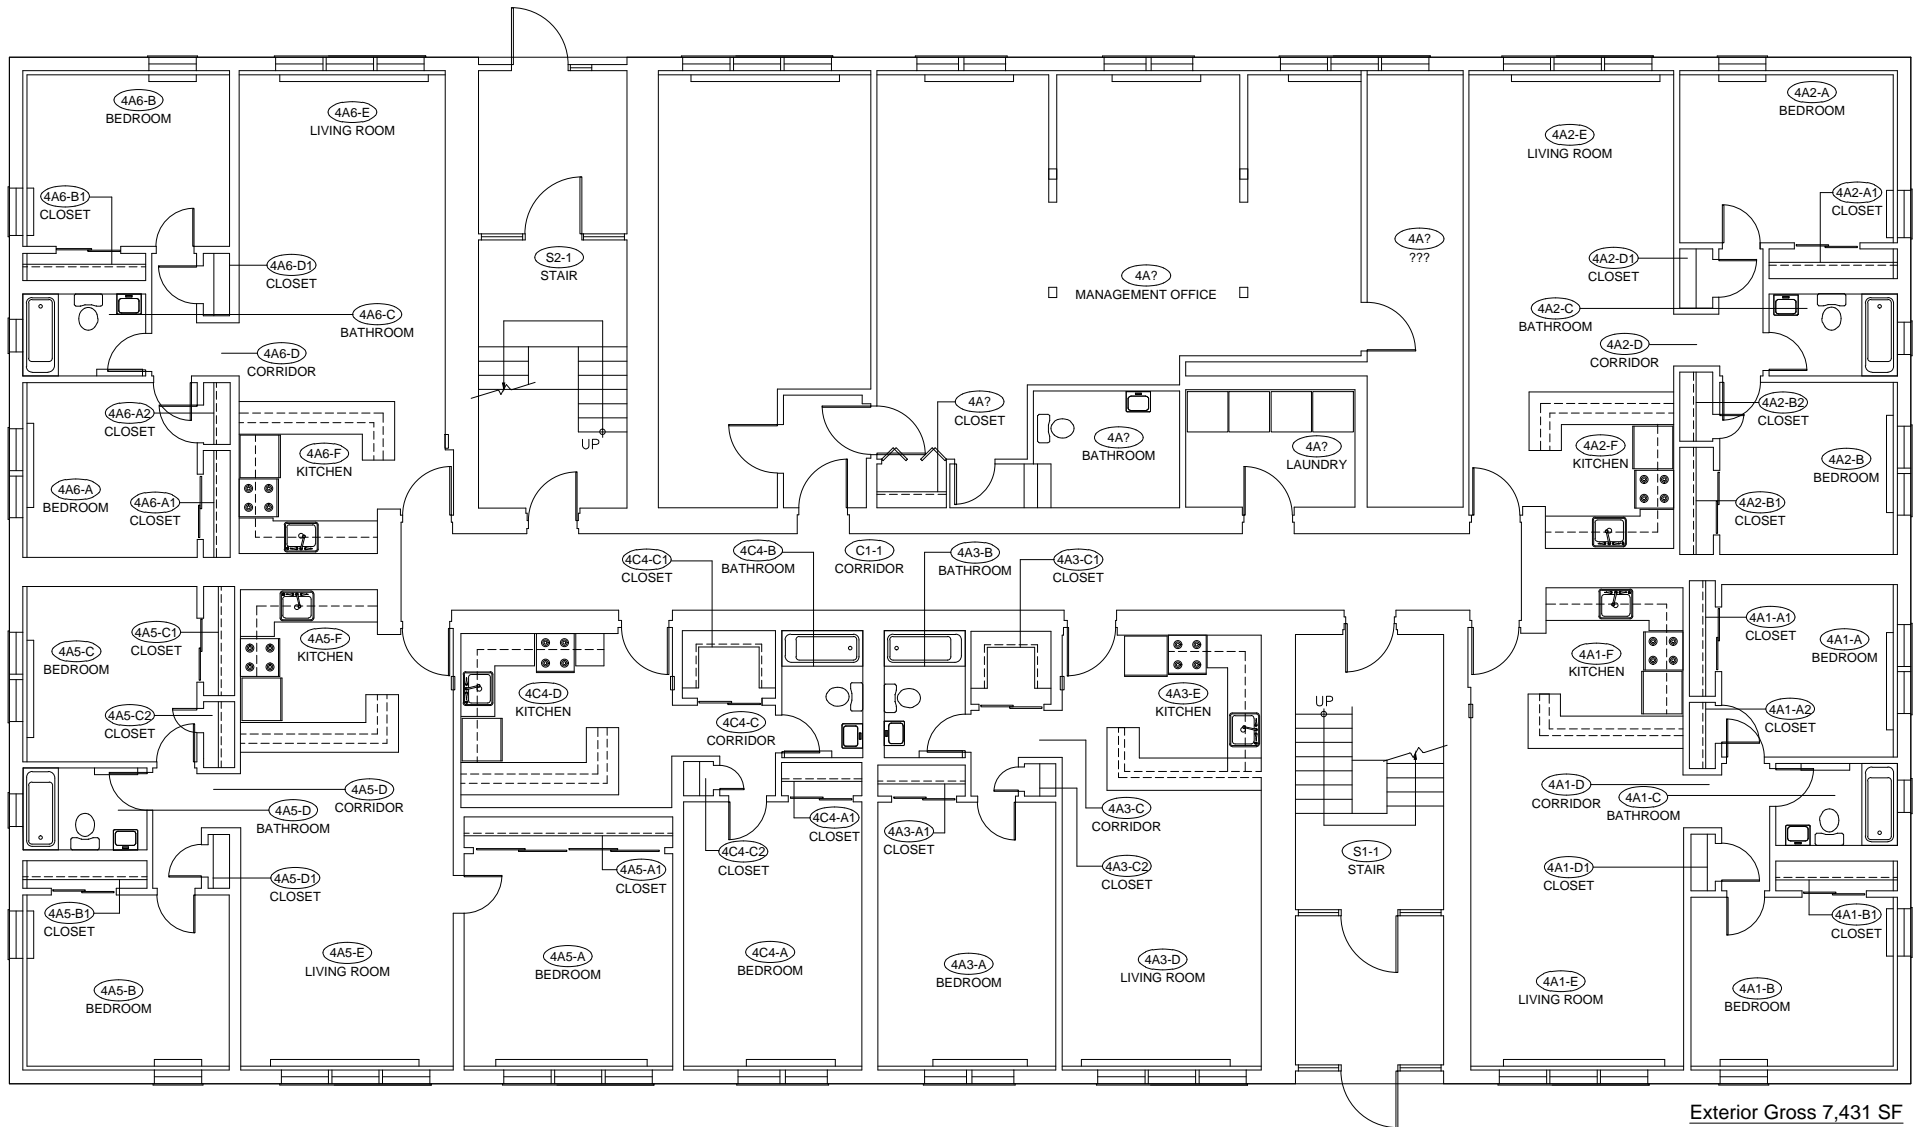 4A6-B
BEDROOM
4A6-E
LIVING ROOM
4A2-A
BEDROOM
4A2-E
LIVING ROOM
4A6-B1
CLOSET
4A2-A1
CLOSET
S2-1
STAIR
4A6-D1
CLOSET
4A?
MANAGEMENT OFFICE
4A?
???
4A2-D1
CLOSET
4A6-C
BATHROOM
4A2-C
BATHROOM
4A6-D
CORRIDOR
4A2-D
CORRIDOR
4A6-A2
CLOSET
4A?
CLOSET
4A2-B2
CLOSET
UP
4A6-F
KITCHEN
4A?
BATHROOM
4A?
LAUNDRY
4A2-F
KITCHEN
4A2-B
BEDROOM
4A6-A
BEDROOM
4A6-A1
CLOSET
4A2-B1
CLOSET
4C4-C1
CLOSET
4C4-B
BATHROOM
C1-1
CORRIDOR
4A3-B
BATHROOM
4A3-C1
CLOSET
4A5-C
BEDROOM
4A5-C1
CLOSET
4A5-F
KITCHEN
4A1-F
KITCHEN
4A1-A1
CLOSET
4A1-A
BEDROOM
4A5-C2
CLOSET
4C4-D
KITCHEN
4C4-C
CORRIDOR
4A3-E
KITCHEN
UP
4A1-A2
CLOSET
4A5-D
CORRIDOR
4A5-D
BATHROOM
4C4-A1
CLOSET
4A3-A1
CLOSET
4A3-C
CORRIDOR
4A1-D
CORRIDOR
4A1-C
BATHROOM
4A5-D1
CLOSET
4A5-A1
CLOSET
4C4-C2
CLOSET
4A3-C2
CLOSET
S1-1
STAIR
4A1-D1
CLOSET
4A5-B1
CLOSET
4A1-B1
CLOSET
4A5-E
LIVING ROOM
4A5-A
BEDROOM
4C4-A
BEDROOM
4A3-A
BEDROOM
4A3-D
LIVING ROOM
4A5-B
BEDROOM
4A1-E
LIVING ROOM
4A1-B
BEDROOM
Exterior Gross 7,431 SF